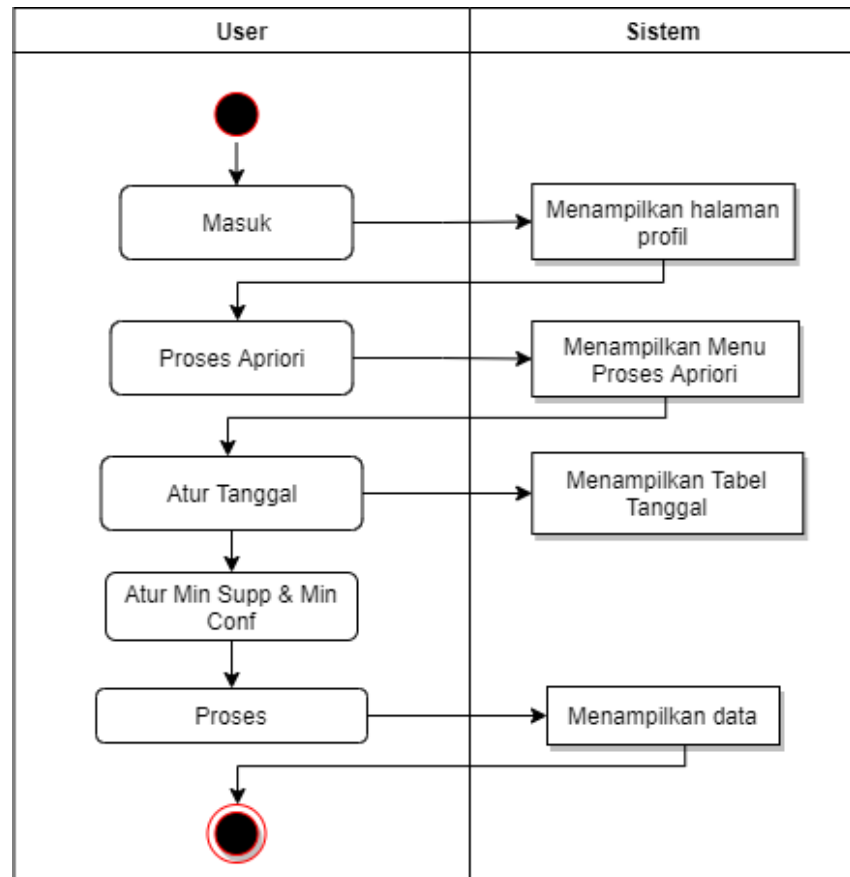 User
Sistem
Masuk
Menampilkan halaman
profil
Proses Apriori
Menampilkan Menu
Proses Apriori
Atur Tanggal
Menampilkan Tabel
Tanggal
Atur Min Supp & Min
Conf
Proses
Menampilkan data